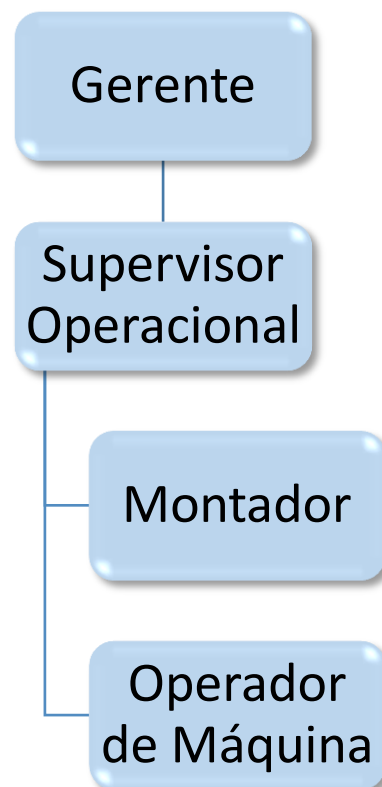 Gerente
Supervisor
Operacional
Montador
Operador
de Máquina